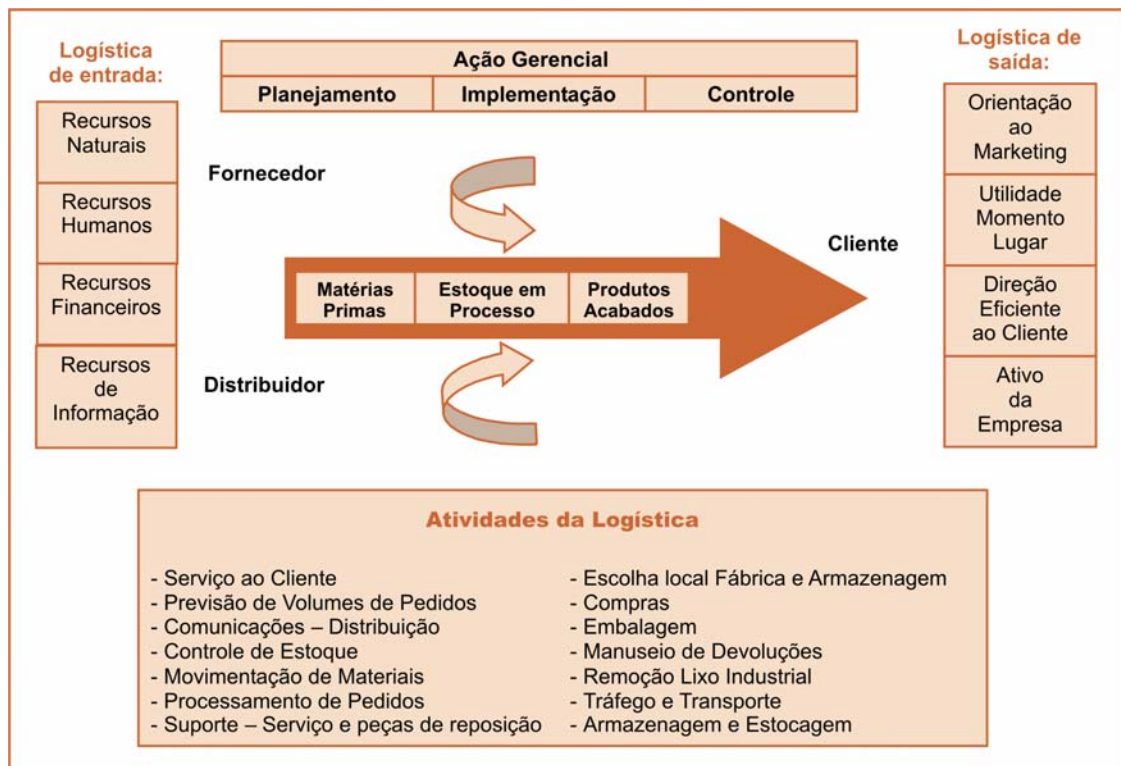 Logística
de entrada:
Recursos
Naturais
Recursos
Humanos
Recursos
Financeiros
Recursos
de
Informação
Ação Gerencial
Planejamento
Implementação
Controle
Fornecedor
Cliente
Matérias
Primas
Estoque em
Processo
Produtos
Acabados
Distribuidor
Logística de
saída:
Orientação
ao
Marketing
Utilidade
Momento
Lugar
Direção
Eficiente
ao Cliente
Ativo
da
Empresa
Atividades da Logística
- Serviço ao Cliente
- Previsão de Volumes de Pedidos
- Comunicações – Distribuição
- Controle de Estoque
- Movimentação de Materiais
- Processamento de Pedidos
- Suporte – Serviço e peças de reposição
- Escolha local Fábrica e Armazenagem
- Compras
- Embalagem
- Manuseio de Devoluções
- Remoção Lixo Industrial
- Tráfego e Transporte
- Armazenagem e Estocagem